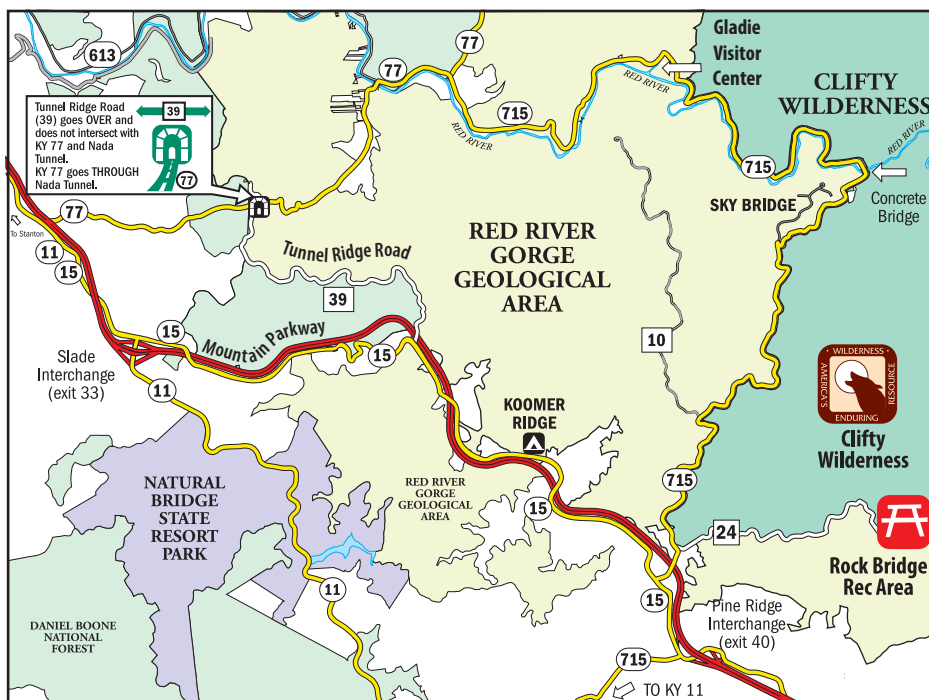 613
77
77
Gladie
Visitor
Center
RED RIVER
CLIFTY
WILDERNESS
Tunnel Ridge Road
(39) goes OVER and
does not intersect with
KY 77 and Nada
Tunnel.
KY 77 goes THROUGH
Nada Tunnel.
39
77
715
RED RIVER
715
RED RIVER
Concrete
Bridge
SKY BRIDGE
77
To Stanton
11
15
Tunnel Ridge Road
39
RED RIVER
GORGE
GEOLOGICAL
AREA
10
15
Mountain Parkway
15
Slade
Interchange
(exit 33)
11
KOOMER
RIDGE
WILDERNESS
AMERICA'S
RESOURCE
ENDURING
Clifty
Wilderness
NATURAL
BRIDGE
STATE
RESORT
PARK
RED RIVER
GORGE
GEOLOGICAL
AREA
15
715
24
Rock Bridge
Rec Area
11
15
Pine Ridge
Interchange
(exit 40)
DANIEL BOONE
NATIONAL
FOREST
715
TO KY 11